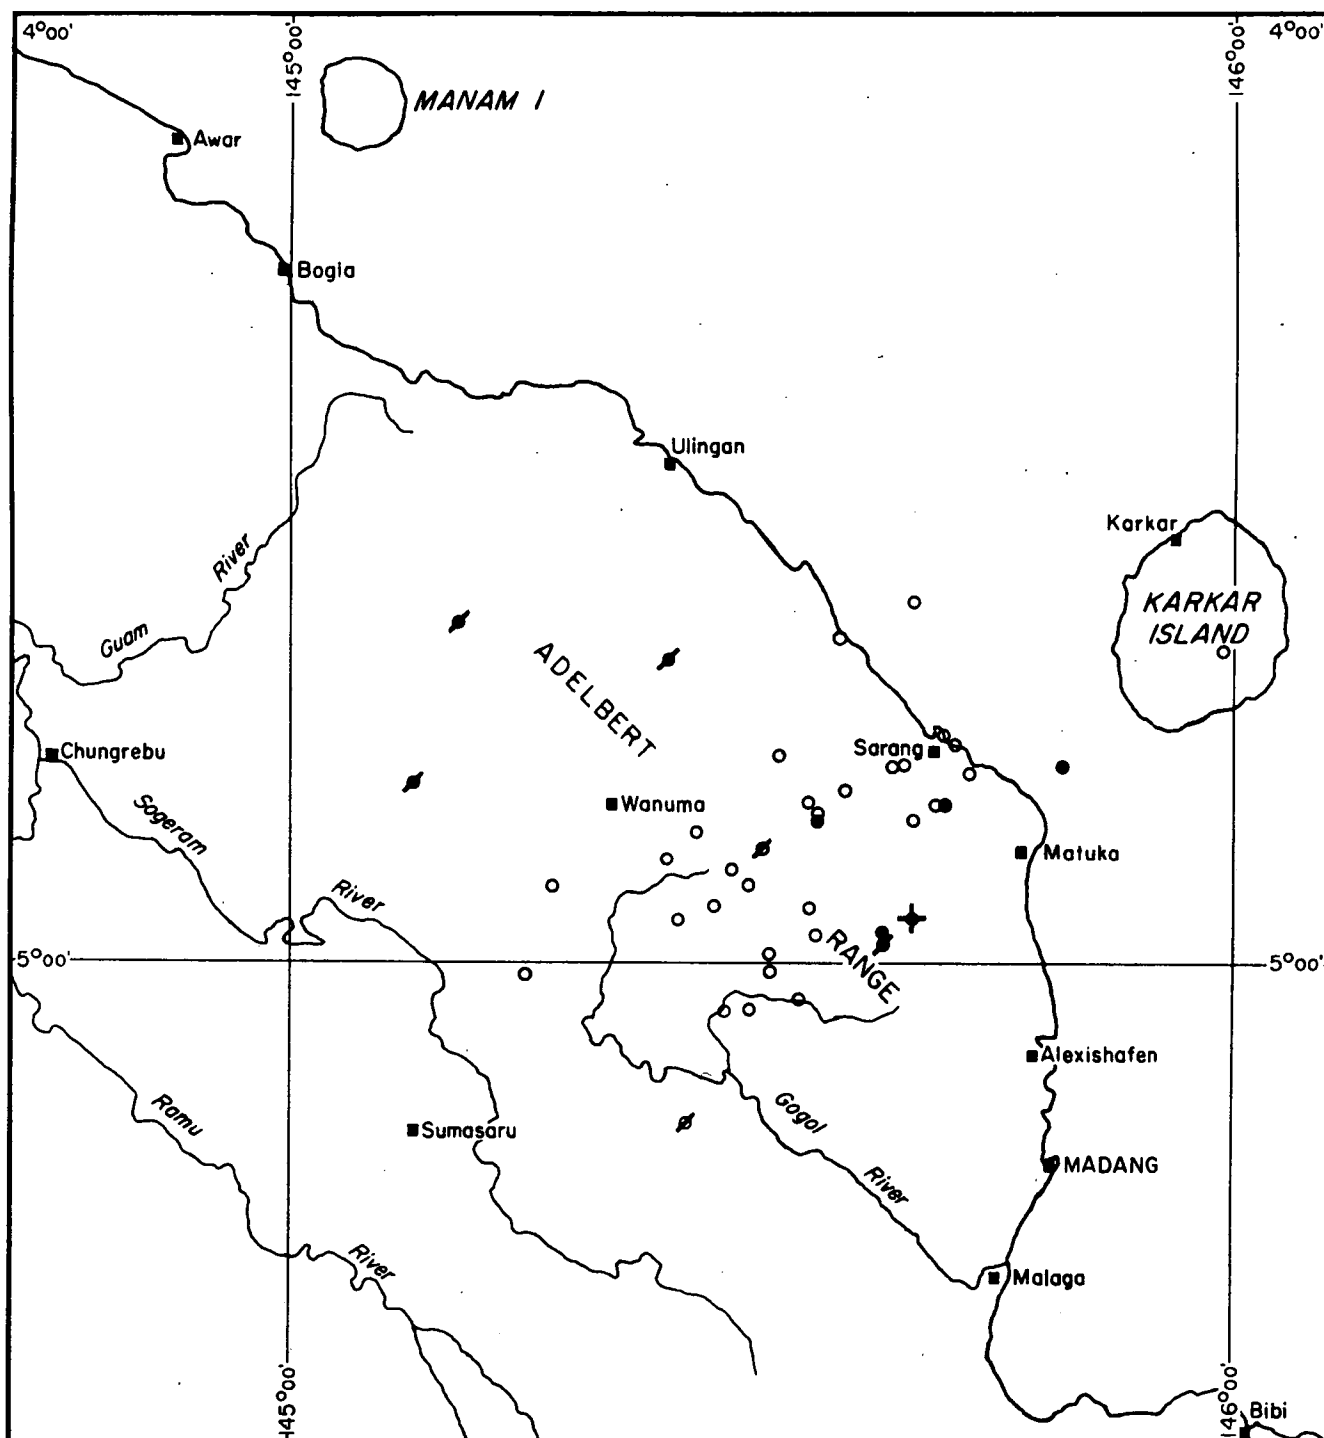 4°00'
145°00'
146°00'
4°00'
MANAM I
Awar
Bogia
Ulingan
Karkar
River
KARKAR
ISLAND
Guam
ADELBERT
Sarang
Chungrebu
Wanuma
Sogeram
Matuka
River
RANGE
5°00'
5°00'
Alexishafen
Ramu
Gogol
Sumasaru
MADANG
River
River
Malaga
145°00'
146°00'
Bibi